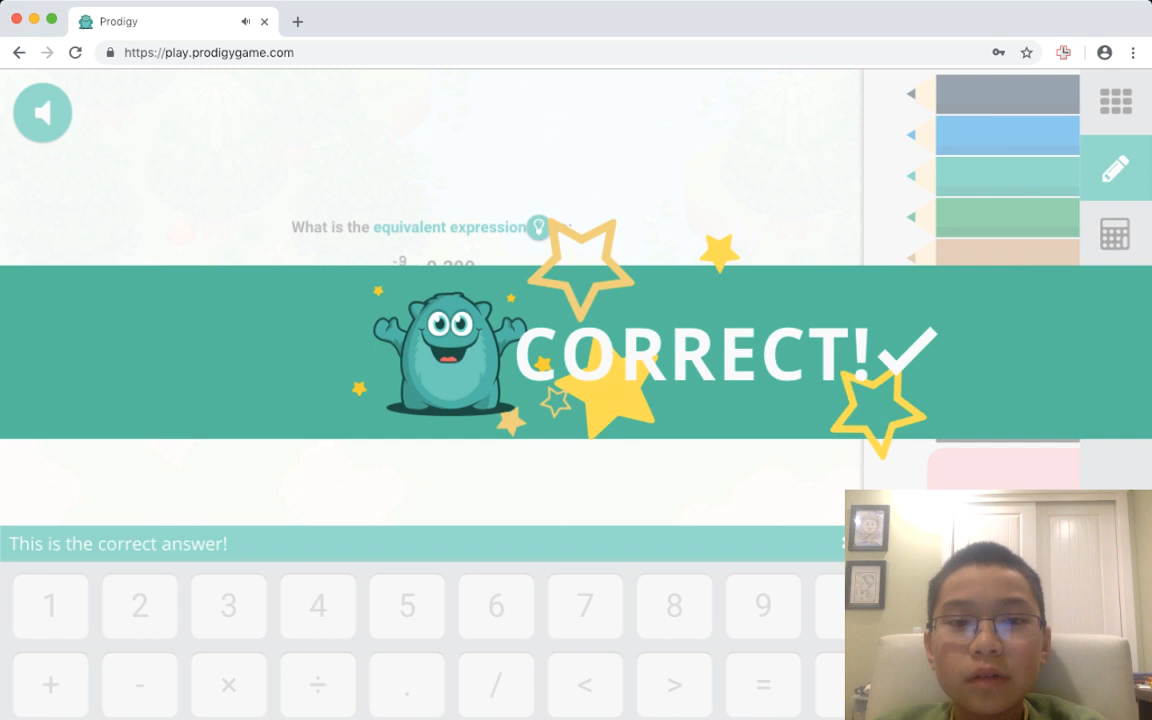 Prodigy
https://play.prodigygame.com
What is the equivalent expression
CORRECT!
This is the correct answer!
1 2 3 4 5 6 7 8 9
+ - × ÷ . / < > =